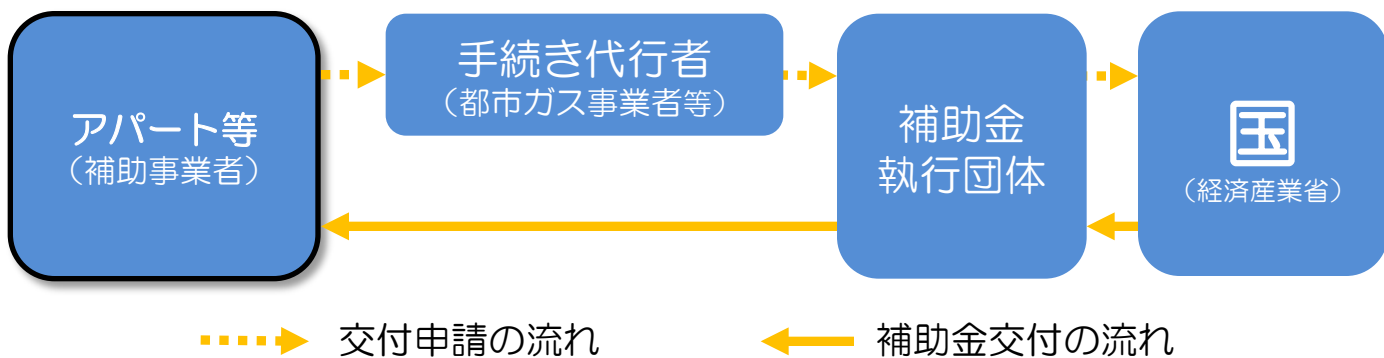 アパート等
（補助事業者）
手続き代行者
（都市ガス事業者等）
補助金
執行団体
国
（経済産業省）
交付申請の流れ
補助金交付の流れ